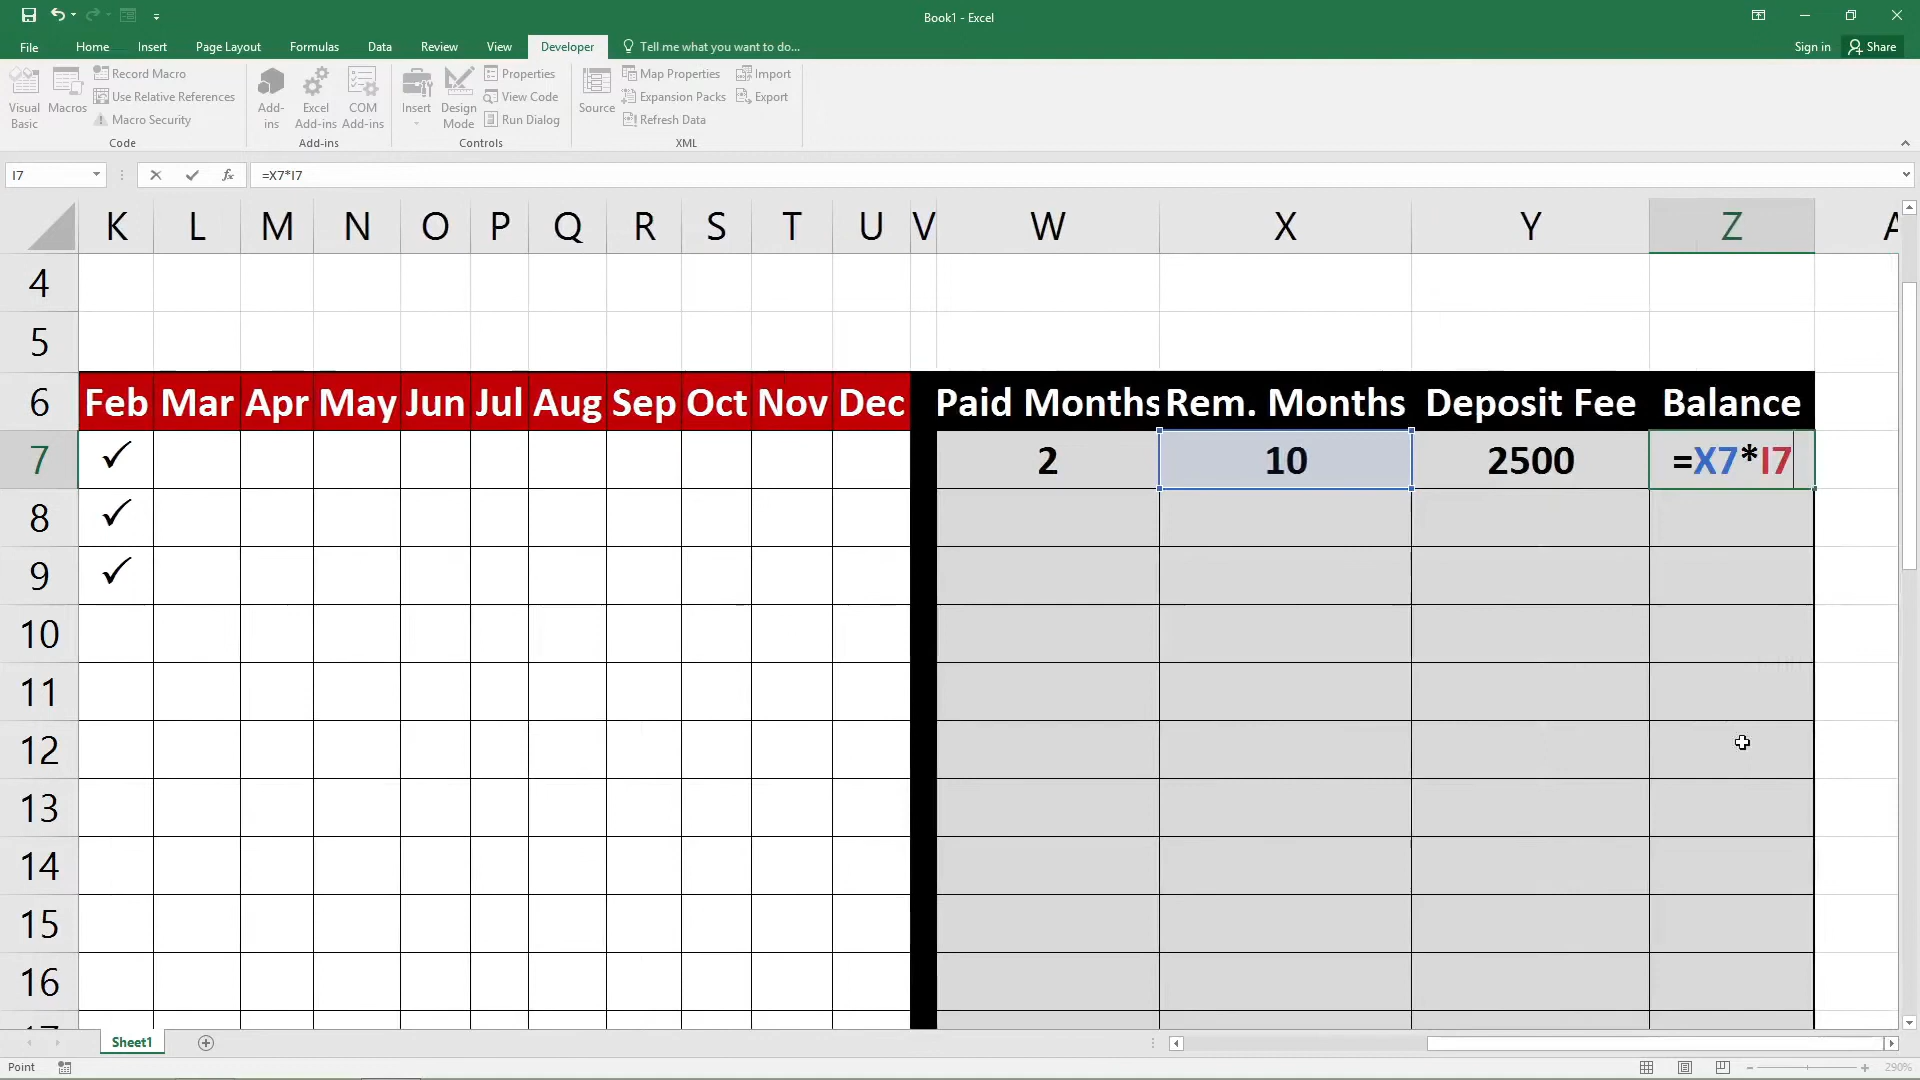 Book1 - Excel
File Home Insert Page Layout Formulas Data Review View Developer Tell me what you want to do... Sign in Share
Visual Basic
Macros
Record Macro
Use Relative References
Macro Security
Code
Add-ins
Excel Add-ins
COM Add-ins
Add-ins
Insert
Design Mode
Properties
View Code
Run Dialog
Controls
Source
Map Properties
Expansion Packs
Refresh Data
Import
Export
XML
I7 fx =X7*I7
K L M N O P Q R S T U V W X Y Z
4
5
6 Feb Mar Apr May Jun Jul Aug Sep Oct Nov Dec Paid Months Rem. Months Deposit Fee Balance
7 ✓ 2 10 2500 =X7*I7
8 ✓
9 ✓
10
11
12
13
14
15
16
Sheet1
Point 290%